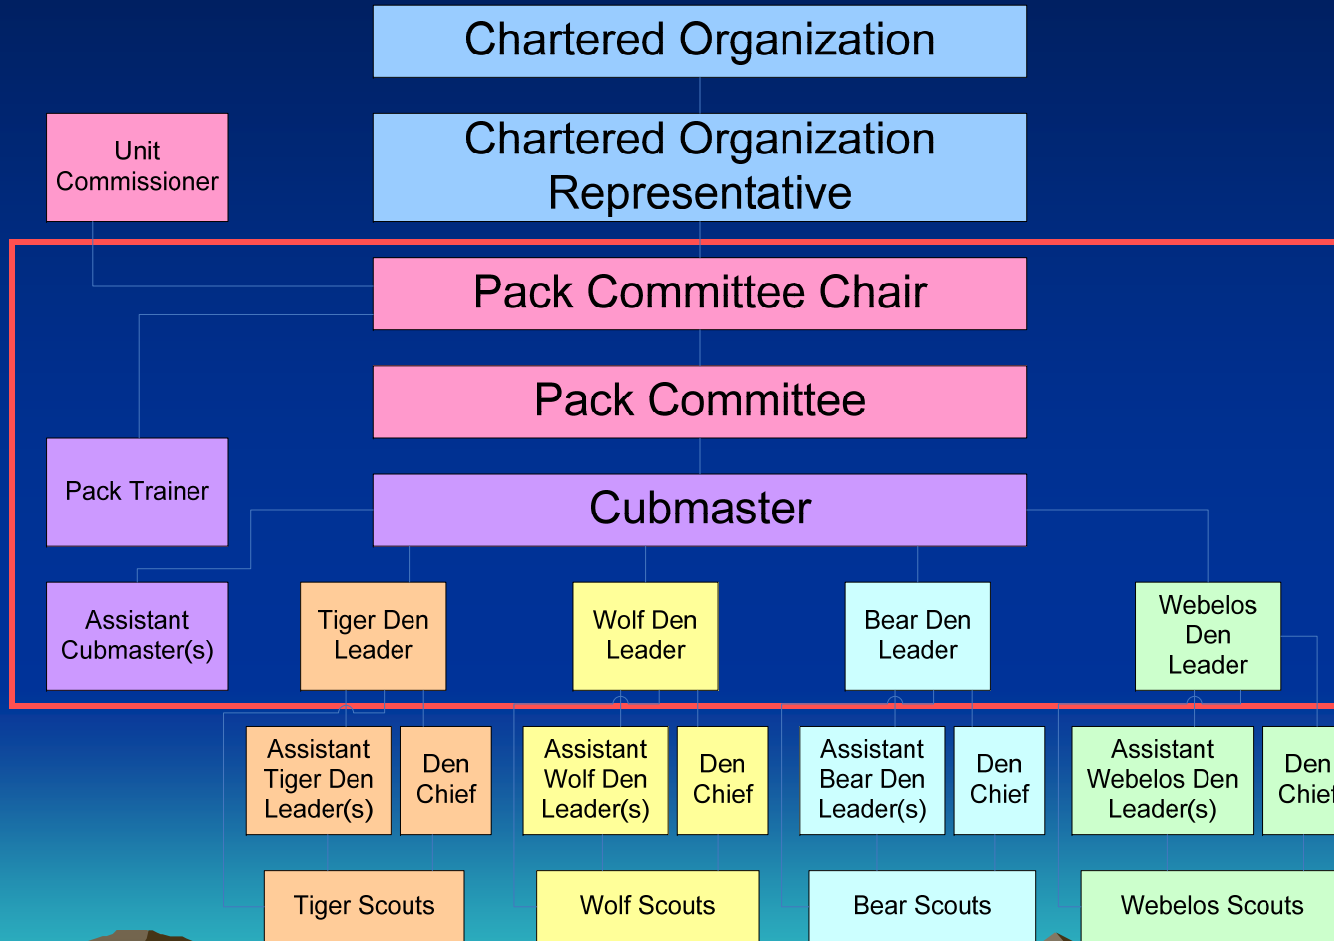 Chartered Organization
Unit
Commissioner
Chartered Organization
Representative
Pack Committee Chair
Pack Committee
Pack Trainer
Cubmaster
Assistant
Cubmaster(s)
Tiger Den
Leader
Wolf Den
Leader
Bear Den
Leader
Webelos
Den
Leader
Assistant
Tiger Den
Leader(s)
Den
Chief
Assistant
Wolf Den
Leader(s)
Den
Chief
Assistant
Bear Den
Leader(s)
Den
Chief
Assistant
Webelos Den
Leader(s)
Den
Chief
Tiger Scouts
Wolf Scouts
Bear Scouts
Webelos Scouts